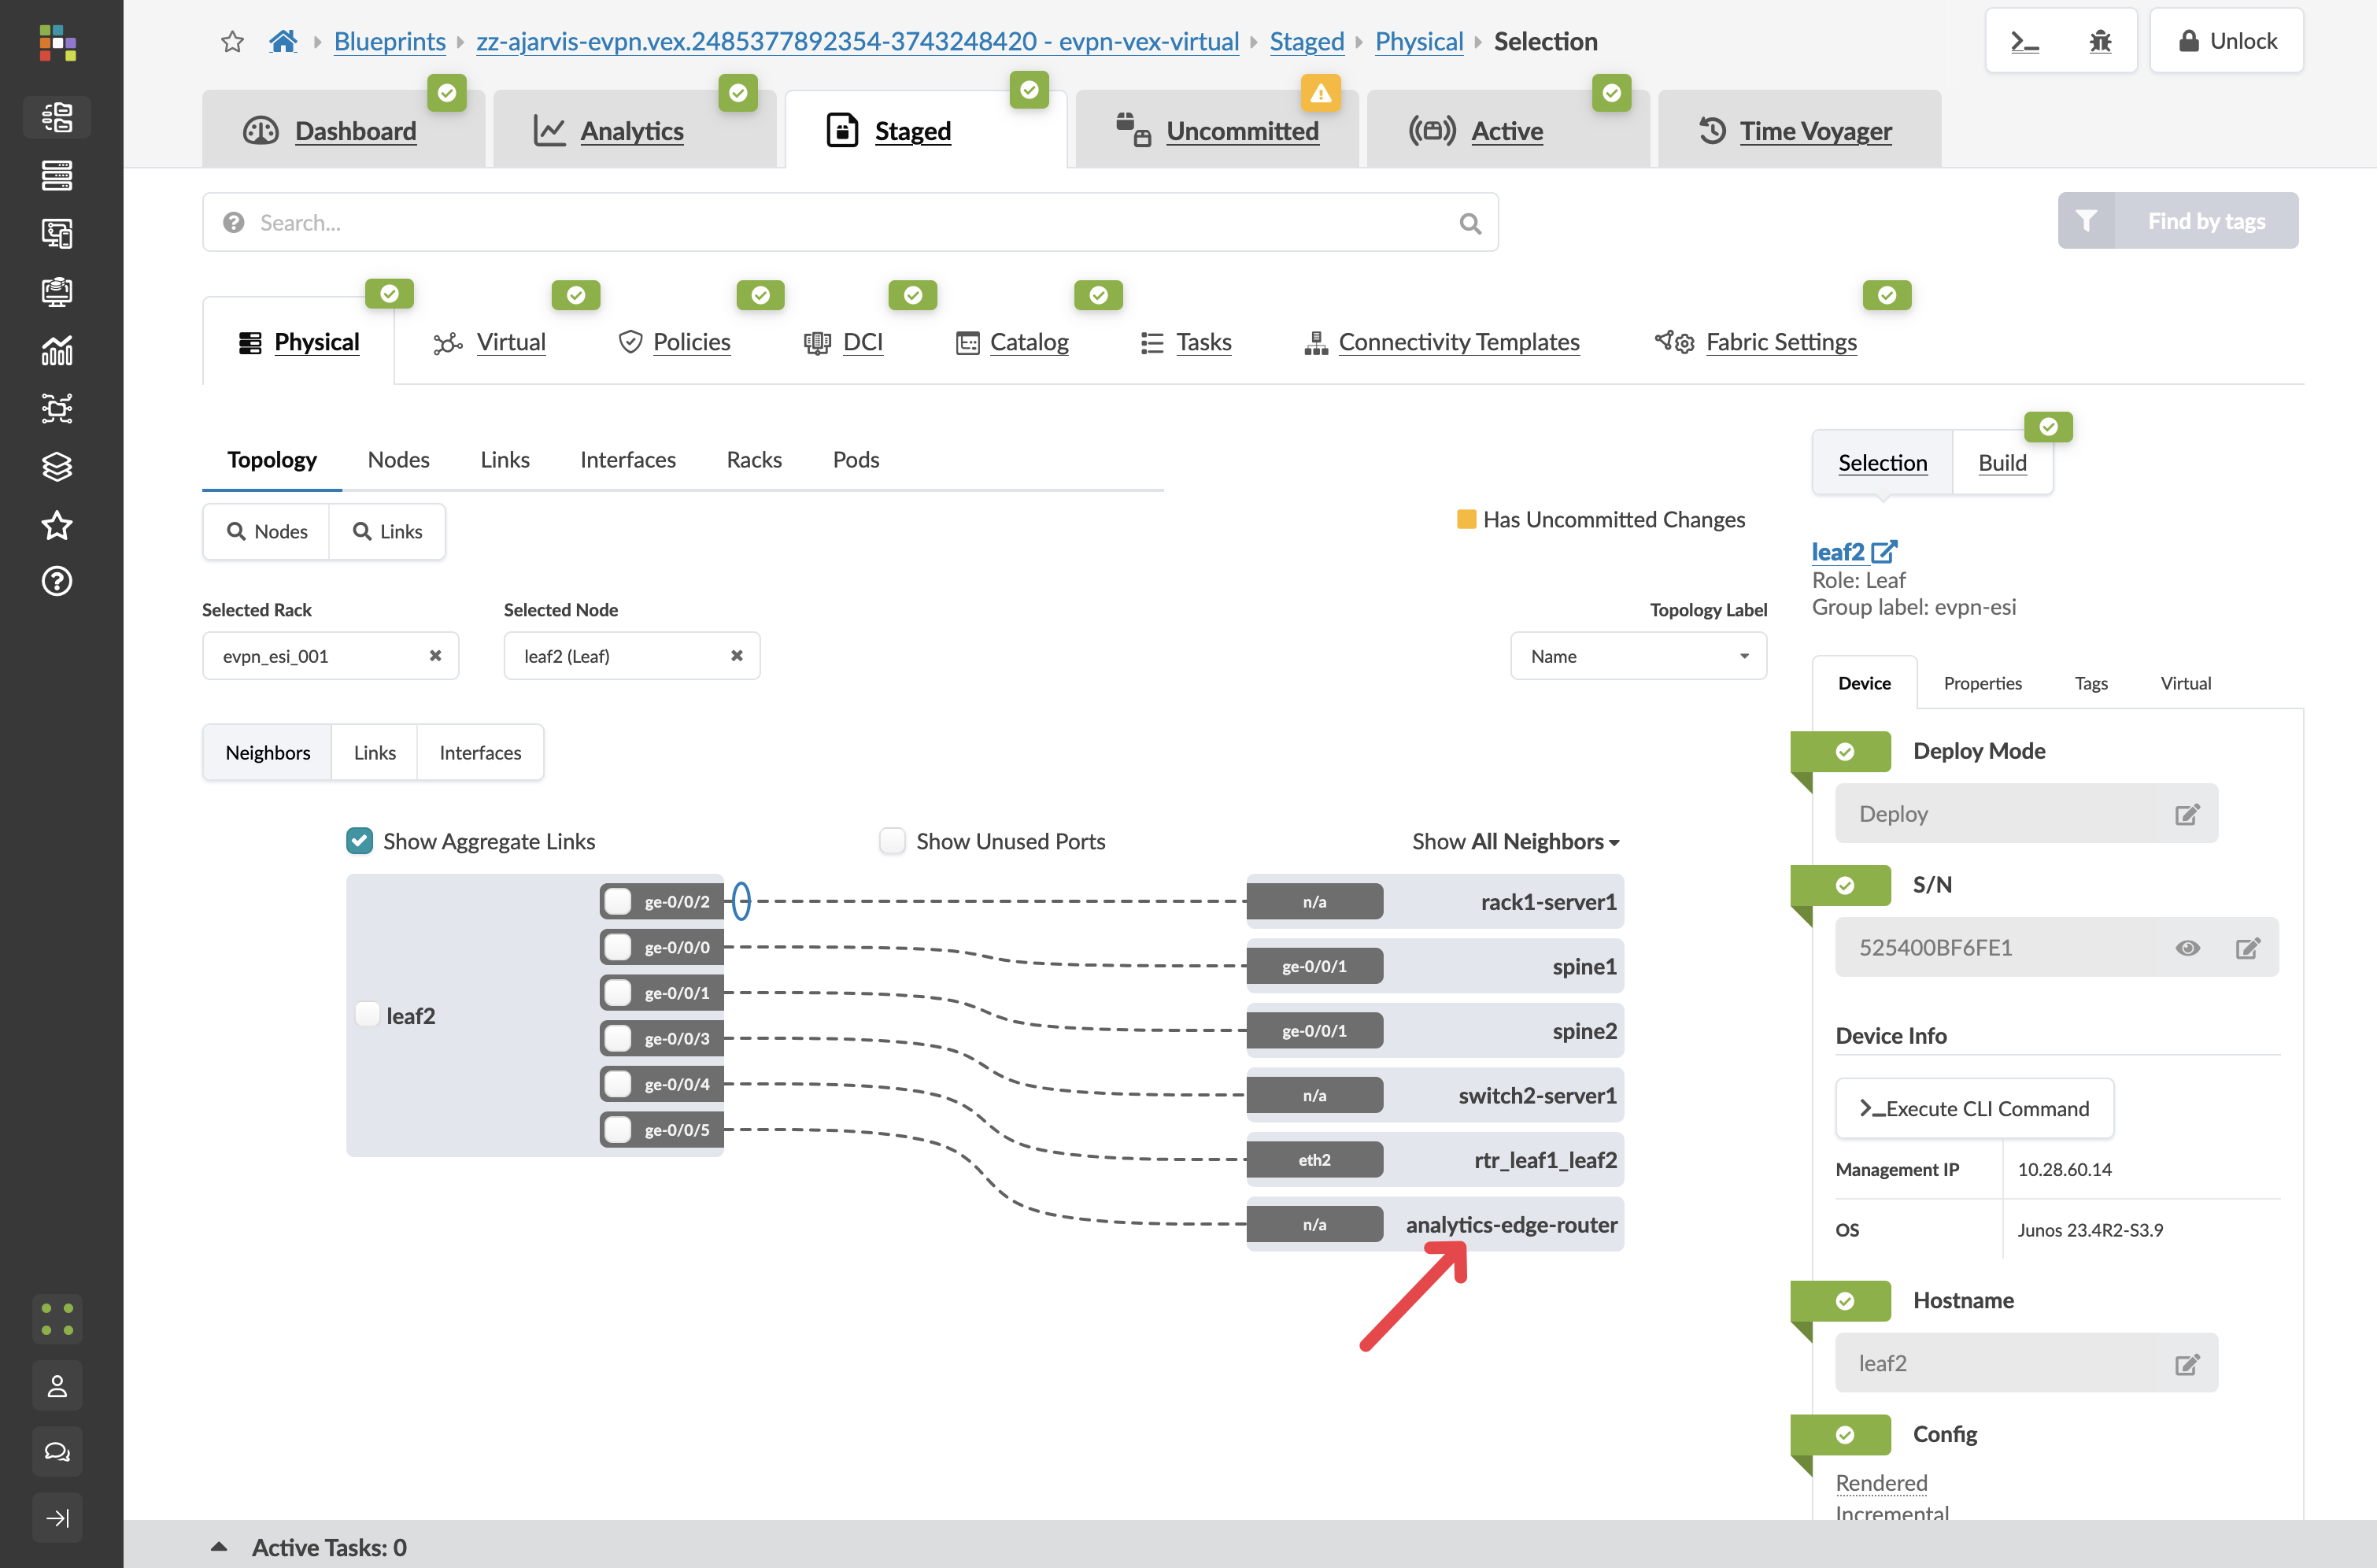 Blueprints
zz-ajarvis-evpn.vex.2485377892354-3743248420 - evpn-vex-virtual
Staged
Physical
Selection
Unlock
Dashboard
Analytics
Staged
Uncommitted
Active
Time Voyager
Search...
Find by tags
Physical
Virtual
Policies
DCI
Catalog
Tasks
Connectivity Templates
Fabric Settings
Topology
Nodes
Links
Interfaces
Racks
Pods
Selection
Build
Nodes
Links
Has Uncommitted Changes
leaf2
Role: Leaf
Group label: evpn-esi
Selected Rack
Selected Node
Topology Label
evpn_esi_001
leaf2 (Leaf)
Name
Device
Properties
Tags
Virtual
Neighbors
Links
Interfaces
Deploy Mode
Deploy
Show Aggregate Links
Show Unused Ports
Show All Neighbors
S/N
525400BF6FE1
leaf2
ge-0/0/2
ge-0/0/0
ge-0/0/1
ge-0/0/3
ge-0/0/4
ge-0/0/5
n/a
rack1-server1
ge-0/0/1
spine1
ge-0/0/1
spine2
n/a
switch2-server1
eth2
rtr_leaf1_leaf2
n/a
analytics-edge-router
Device Info
Execute CLI Command
Management IP
10.28.60.14
OS
Junos 23.4R2-S3.9
Hostname
leaf2
Config
Rendered
Incremental
Active Tasks: 0